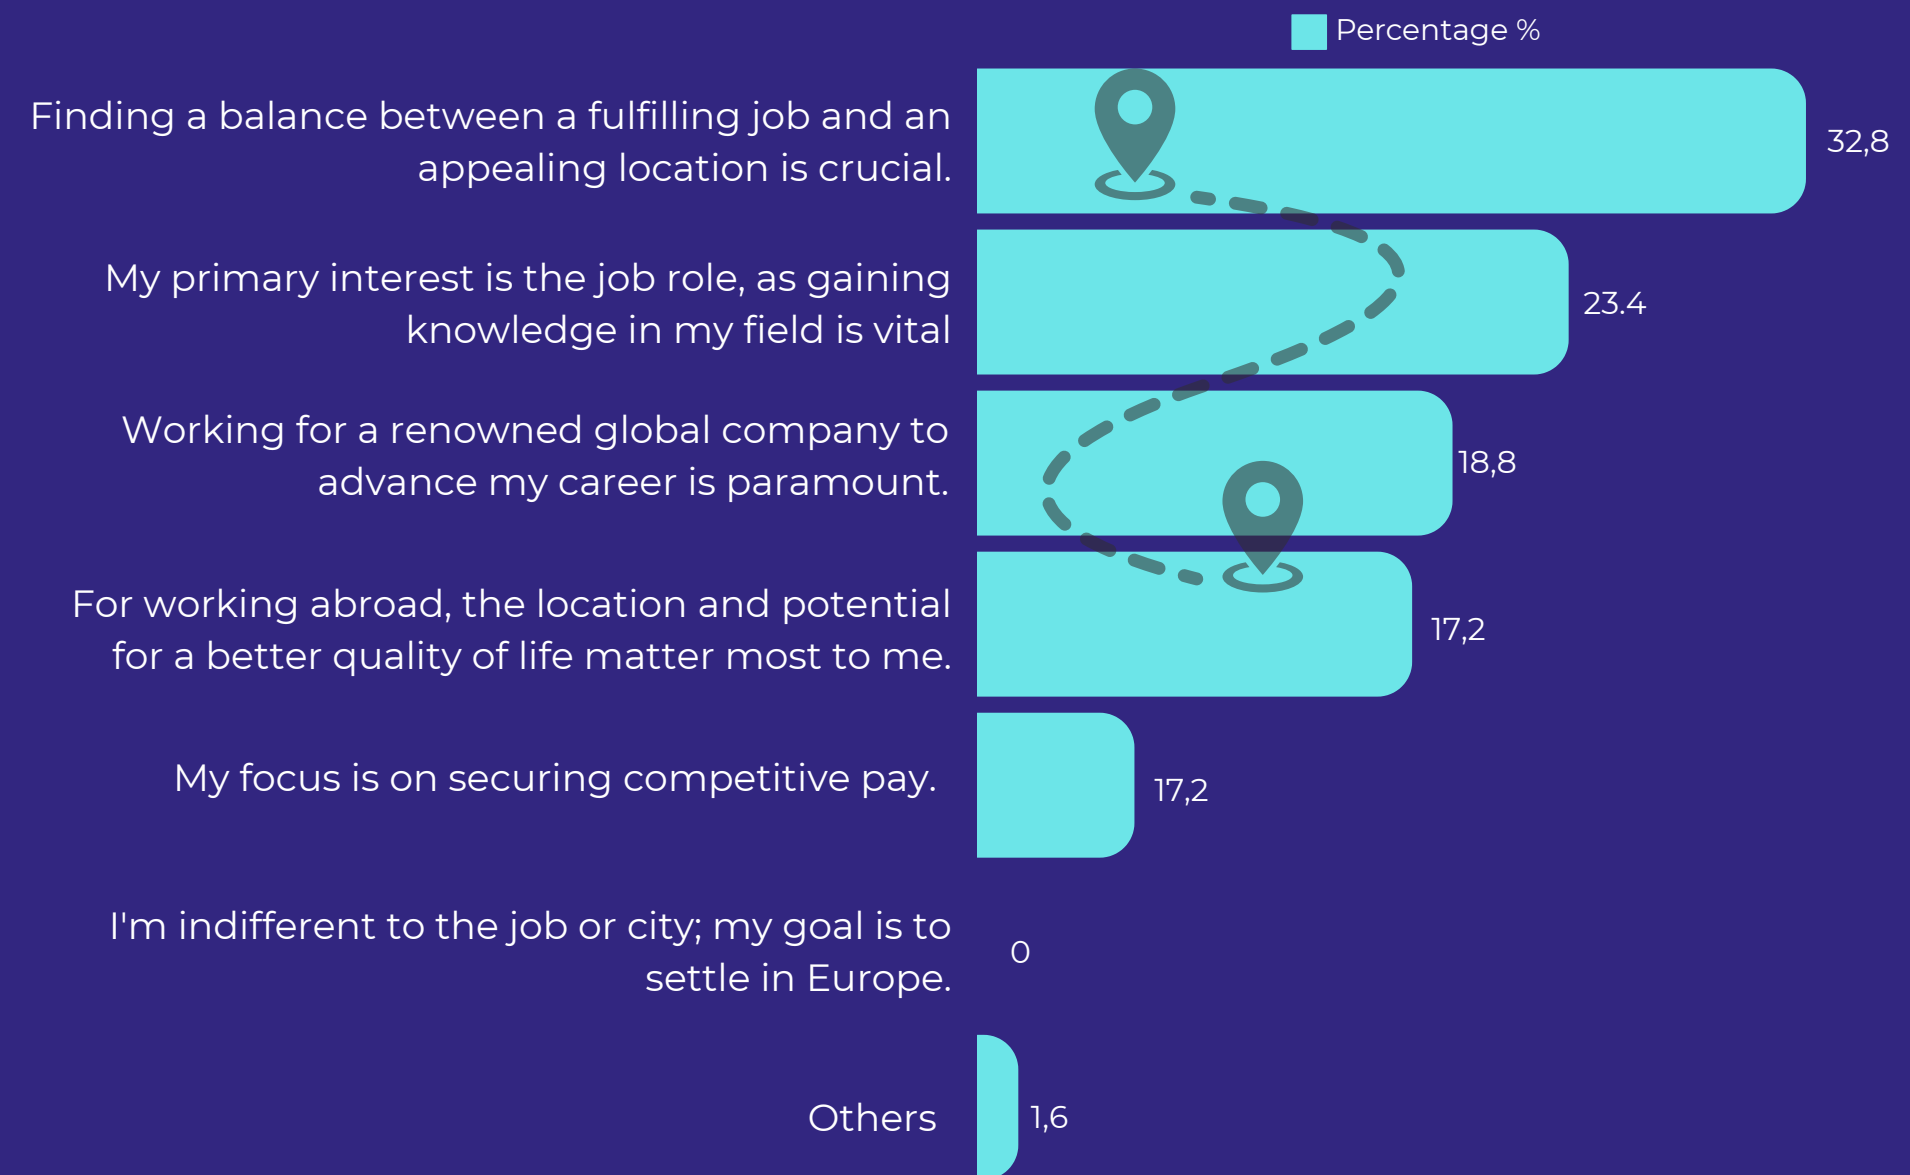 Percentage %
Finding a balance between a fulfilling job and an
appealing location is crucial.
32,8
My primary interest is the job role, as gaining
knowledge in my field is vital
23.4
Working for a renowned global company to
advance my career is paramount.
18,8
For working abroad, the location and potential
for a better quality of life matter most to me.
17,2
My focus is on securing competitive pay.
17,2
I'm indifferent to the job or city; my goal is to
settle in Europe.
0
Others
1,6